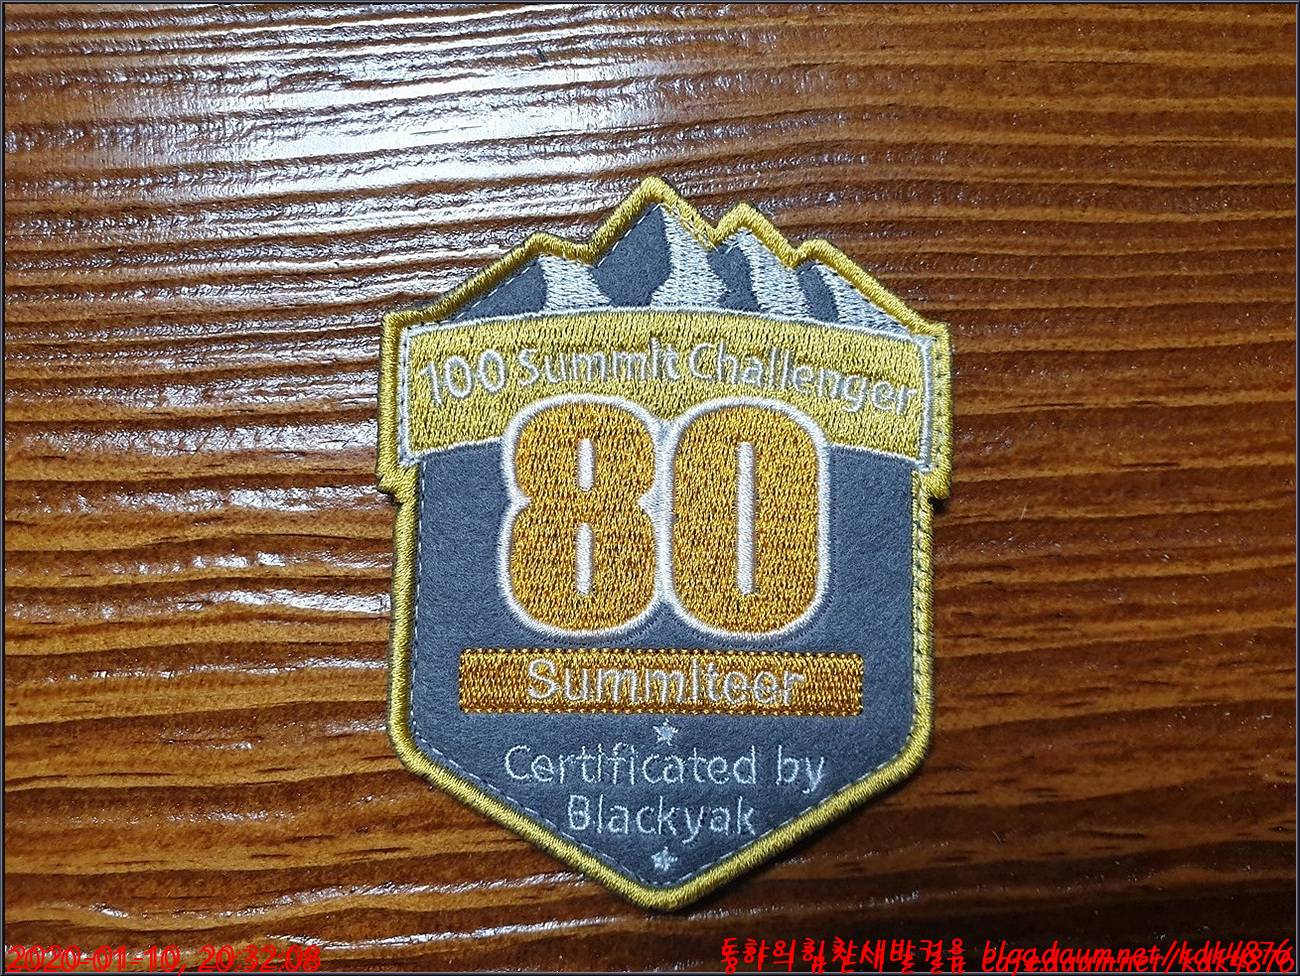 100 Summit Challenger
80
Summiteer
Certificated by
Blackyak
2020-01-10, 20:32:08
동하의힘찬새발걸음 blog.daum.net/kdk4876